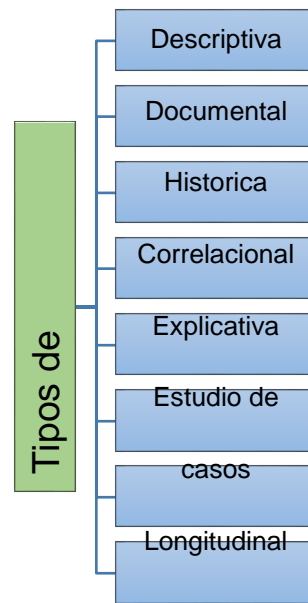 Tipos de
Descriptiva
Documental
Historica
Correlacional
Explicativa
Estudio de
casos
Longitudinal